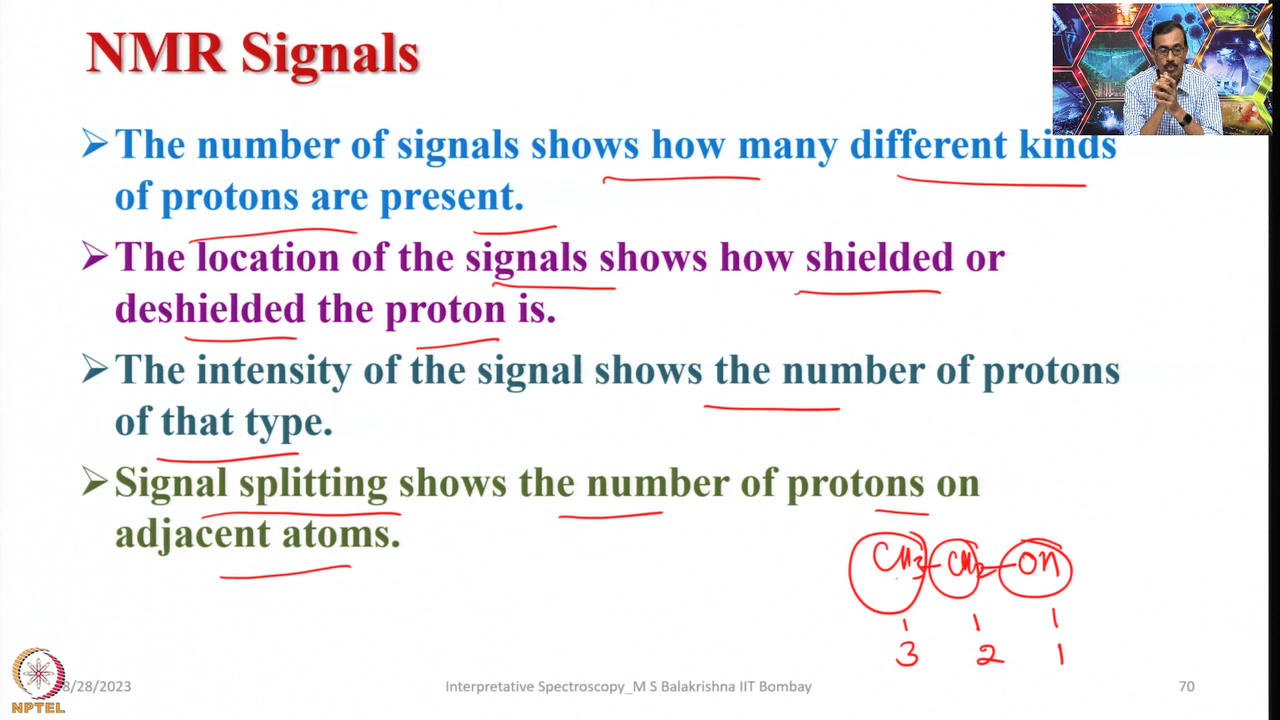 NMR Signals
➢The number of signals shows how many different kinds
of protons are present.
➢The location of the signals shows how shielded or
deshielded the proton is.
➢The intensity of the signal shows the number of protons
of that type.
➢Signal splitting shows the number of protons on
adjacent atoms.
CH3-CH2-OH
3 2 1
8/28/2023 Interpretative Spectroscopy_M S Balakrishna IIT Bombay 70
NPTEL